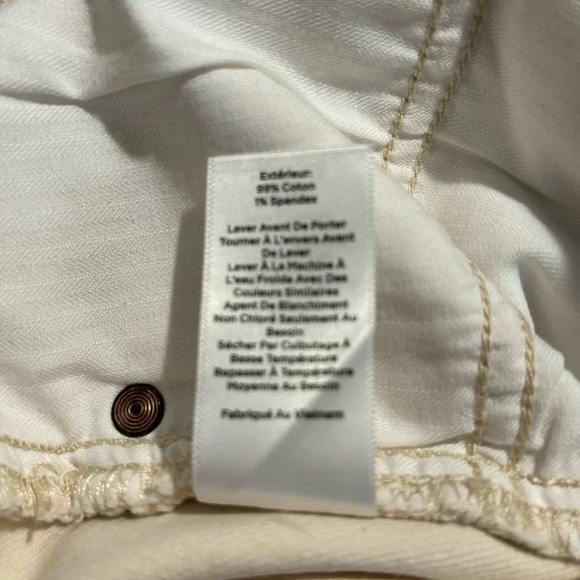 Extérieur:
99% Coton
1% Spandex
Laver Avant De Porter
Tourner À L'envers Avant
De Laver
Laver À La Machine À
L'eau Froide Avec Des
Couleurs Similaires
Agent De Blanchiment
Non Chloré Seulement Au
Besoin
Sécher Par Culbutage À
Basse Température
Repasser À Température
Moyenne Au Besoin
Fabriqué Au Vietnam